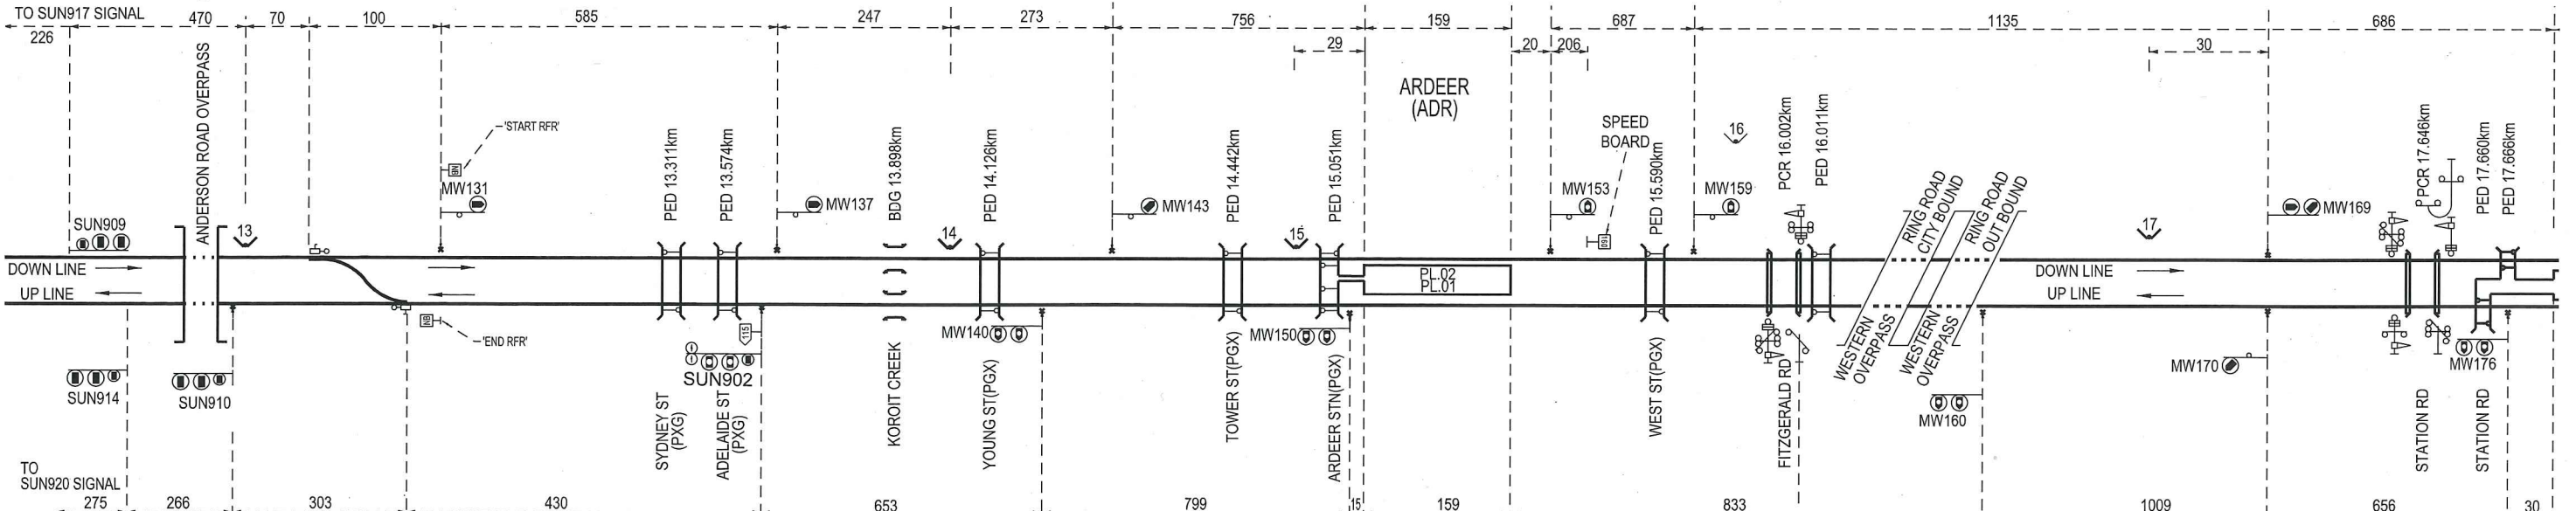 TO SUN917 SIGNAL
470
70
100
585
247
273
756
159
687
1135
686
226
29
20
206
30
ANDERSON ROAD OVERPASS
ARDEER
(ADR)
'START RFR'
SPEED
BOARD
16
PED 13.311km
PED 13.574km
BDG 13.898km
PED 14.126km
PED 14.442km
PED 15.051km
PED 15.590km
PCR 16.002km
PED 16.011km
PCR 17.646km
PED 17.660km
PED 17.666km
MW131
MW137
MW143
MW153
MW159
MW169
SUN909
13
14
15
17
160
WESTERN RING ROAD
OVERPASS CITY BOUND
WESTERN RING ROAD
OVERPASS OUT BOUND
DOWN LINE
UP LINE
PL.02
PL.01
DOWN LINE
UP LINE
'END RFR'
115
SUN902
MW140
MW150
MW160
MW170
MW176
SUN914
SUN910
SYDNEY ST
(PXG)
ADELAIDE ST
(PXG)
KOROIT CREEK
YOUNG ST(PGX)
TOWER ST(PGX)
ARDEER STN(PGX)
WEST ST(PGX)
FITZGERALD RD
STATION RD
STATION RD
TO
SUN920 SIGNAL
275
266
303
430
653
799
15
159
833
1009
656
30